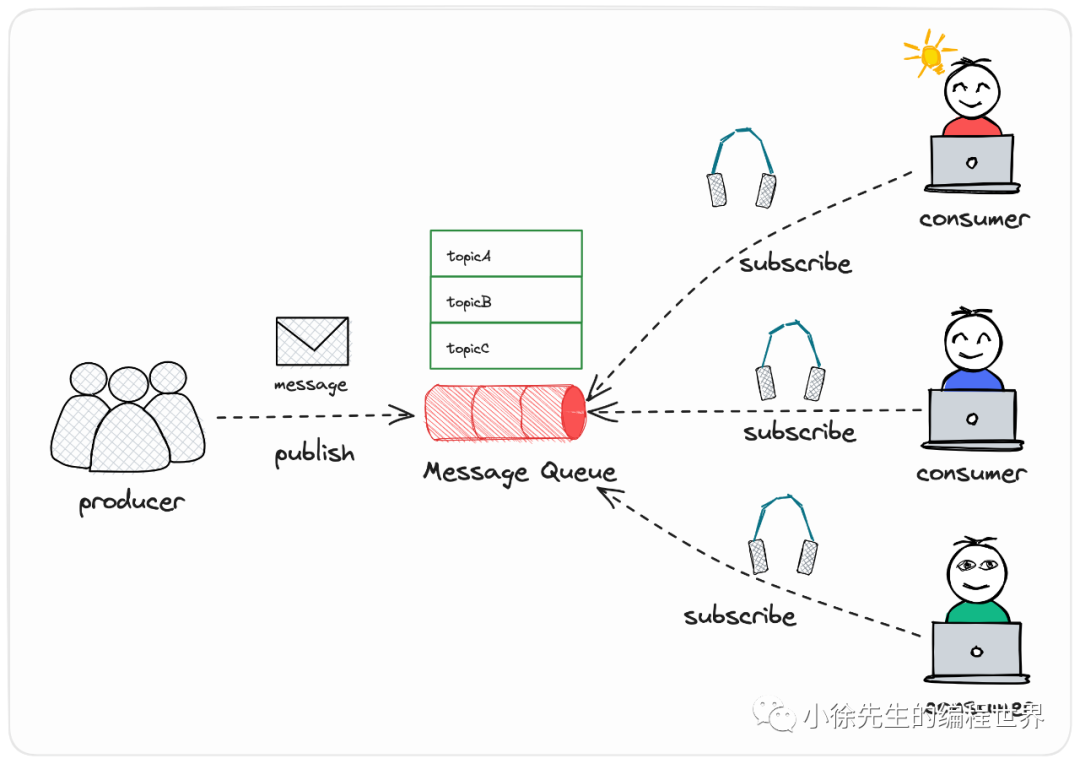 consumer
subscribe
topicA
topicB
topicC
message
publish
producer
Message Queue
subscribe
consumer
subscribe
consumer
小徐先生的编程世界